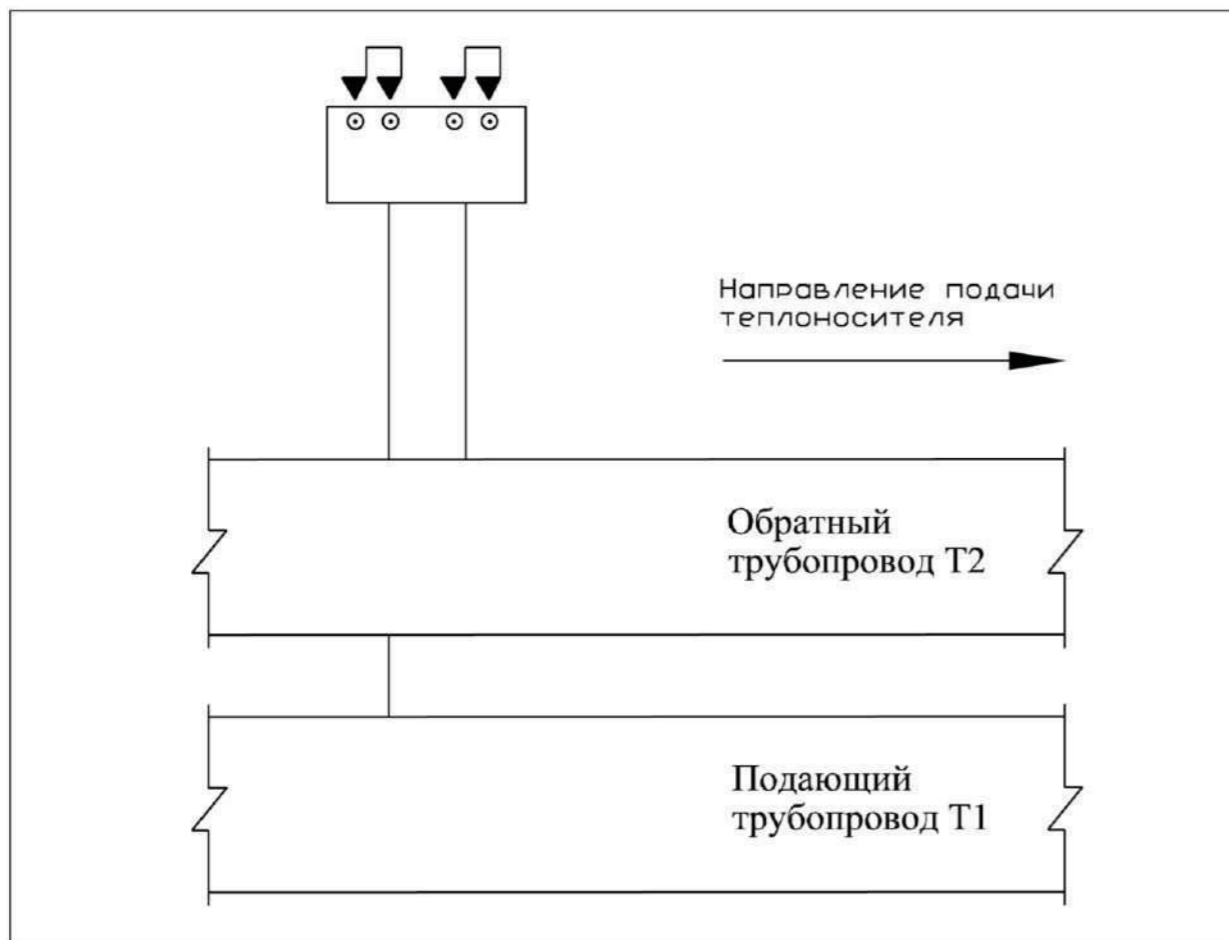 Направление подачи
теплоносителя
Обратный
трубопровод Т2
Подающий
трубопровод Т1